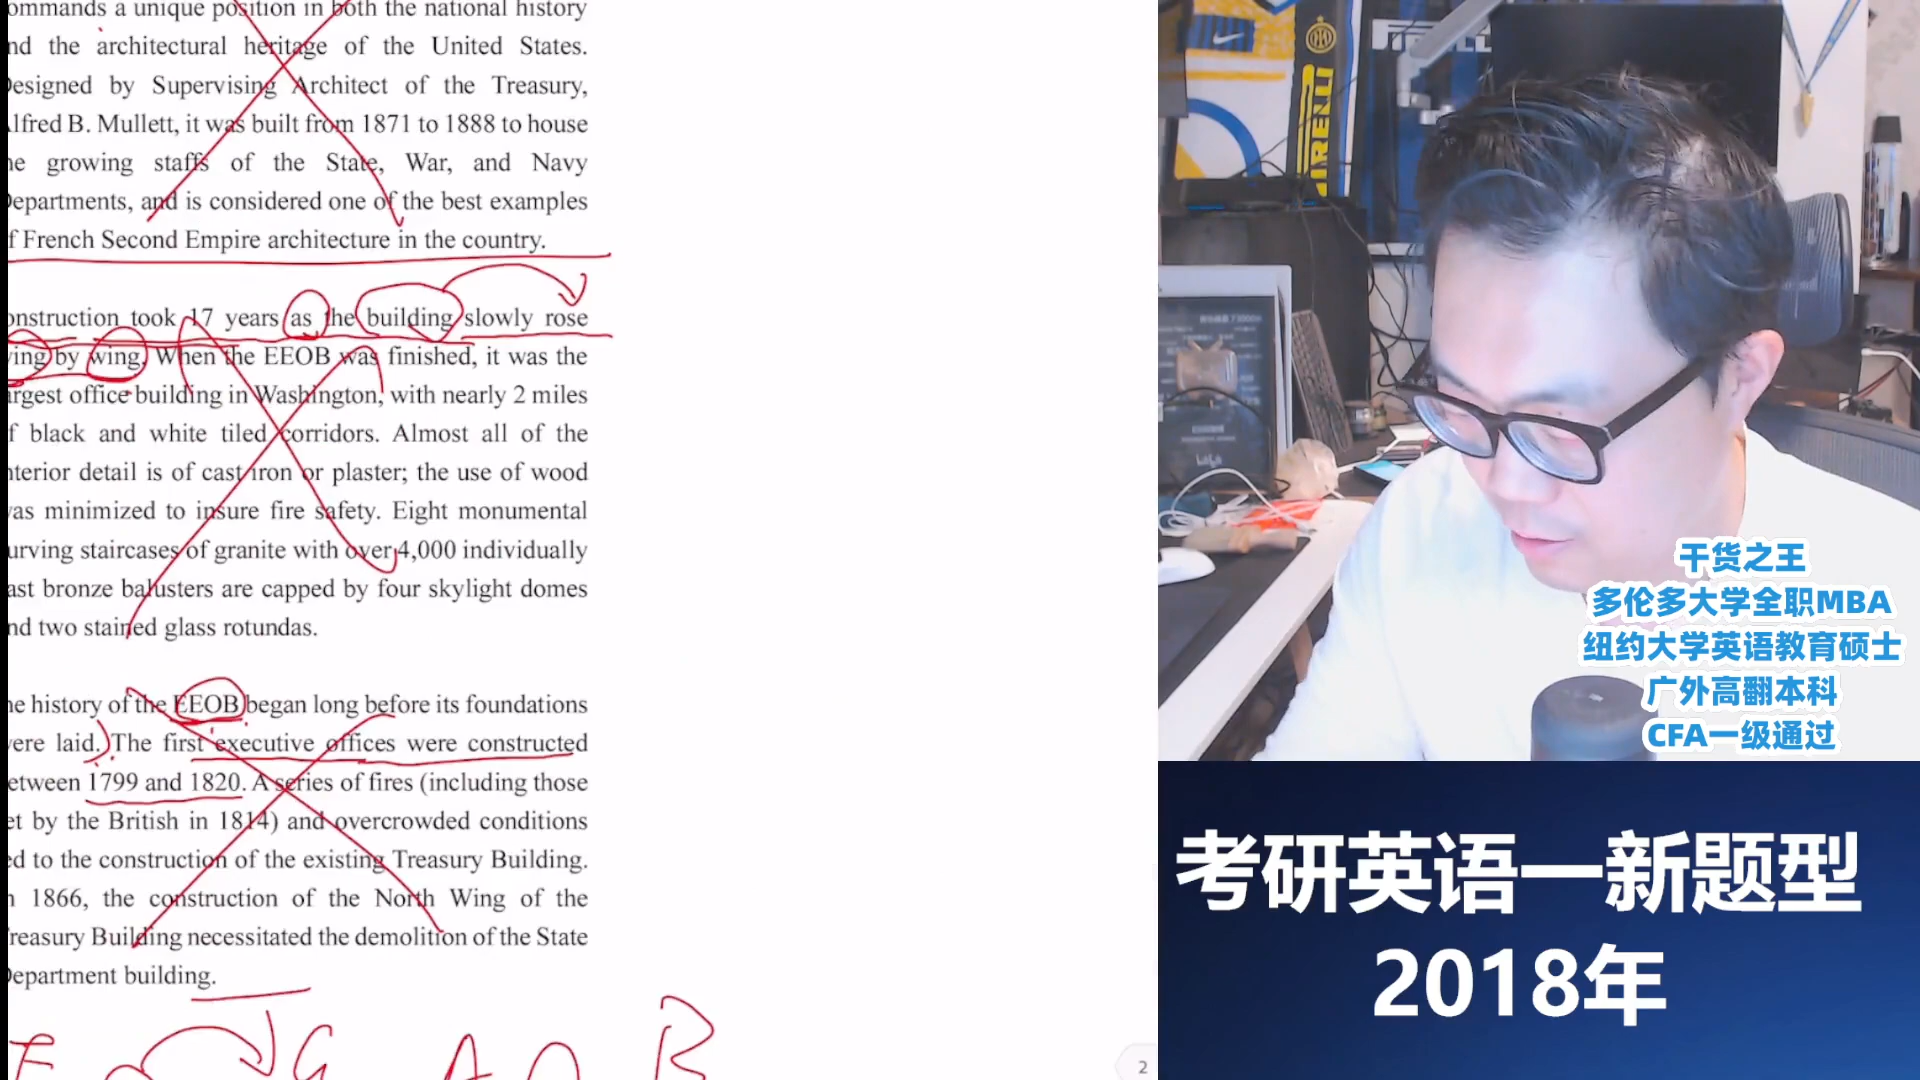 ommands a unique position in both the national history
nd the architectural heritage of the United States.
esigned by Supervising Architect of the Treasury,
lfred B. Mullett, it was built from 1871 to 1888 to house
he growing staffs of the State, War, and Navy
epartments, and is considered one of the best examples
f French Second Empire architecture in the country.
onstruction took 17 years as the building slowly rose
ving by wing. When the EEOB was finished, it was the
argest office building in Washington, with nearly 2 miles
f black and white tiled corridors. Almost all of the
nterior detail is of cast iron or plaster; the use of wood
vas minimized to insure fire safety. Eight monumental
urving staircases of granite with over 4,000 individually
ast bronze balusters are capped by four skylight domes
nd two stained glass rotundas.
he history of the EEOB began long before its foundations
vere laid. The first executive offices were constructed
etween 1799 and 1820. A series of fires (including those
et by the British in 1814) and overcrowded conditions
ed to the construction of the existing Treasury Building.
n 1866, the construction of the North Wing of the
reasury Building necessitated the demolition of the State
epartment building.
E G A B
2
PIRELLI
干货之王
多伦多大学全职MBA
纽约大学英语教育硕士
广外高翻本科
CFA一级通过
考研英语一新题型
2018年